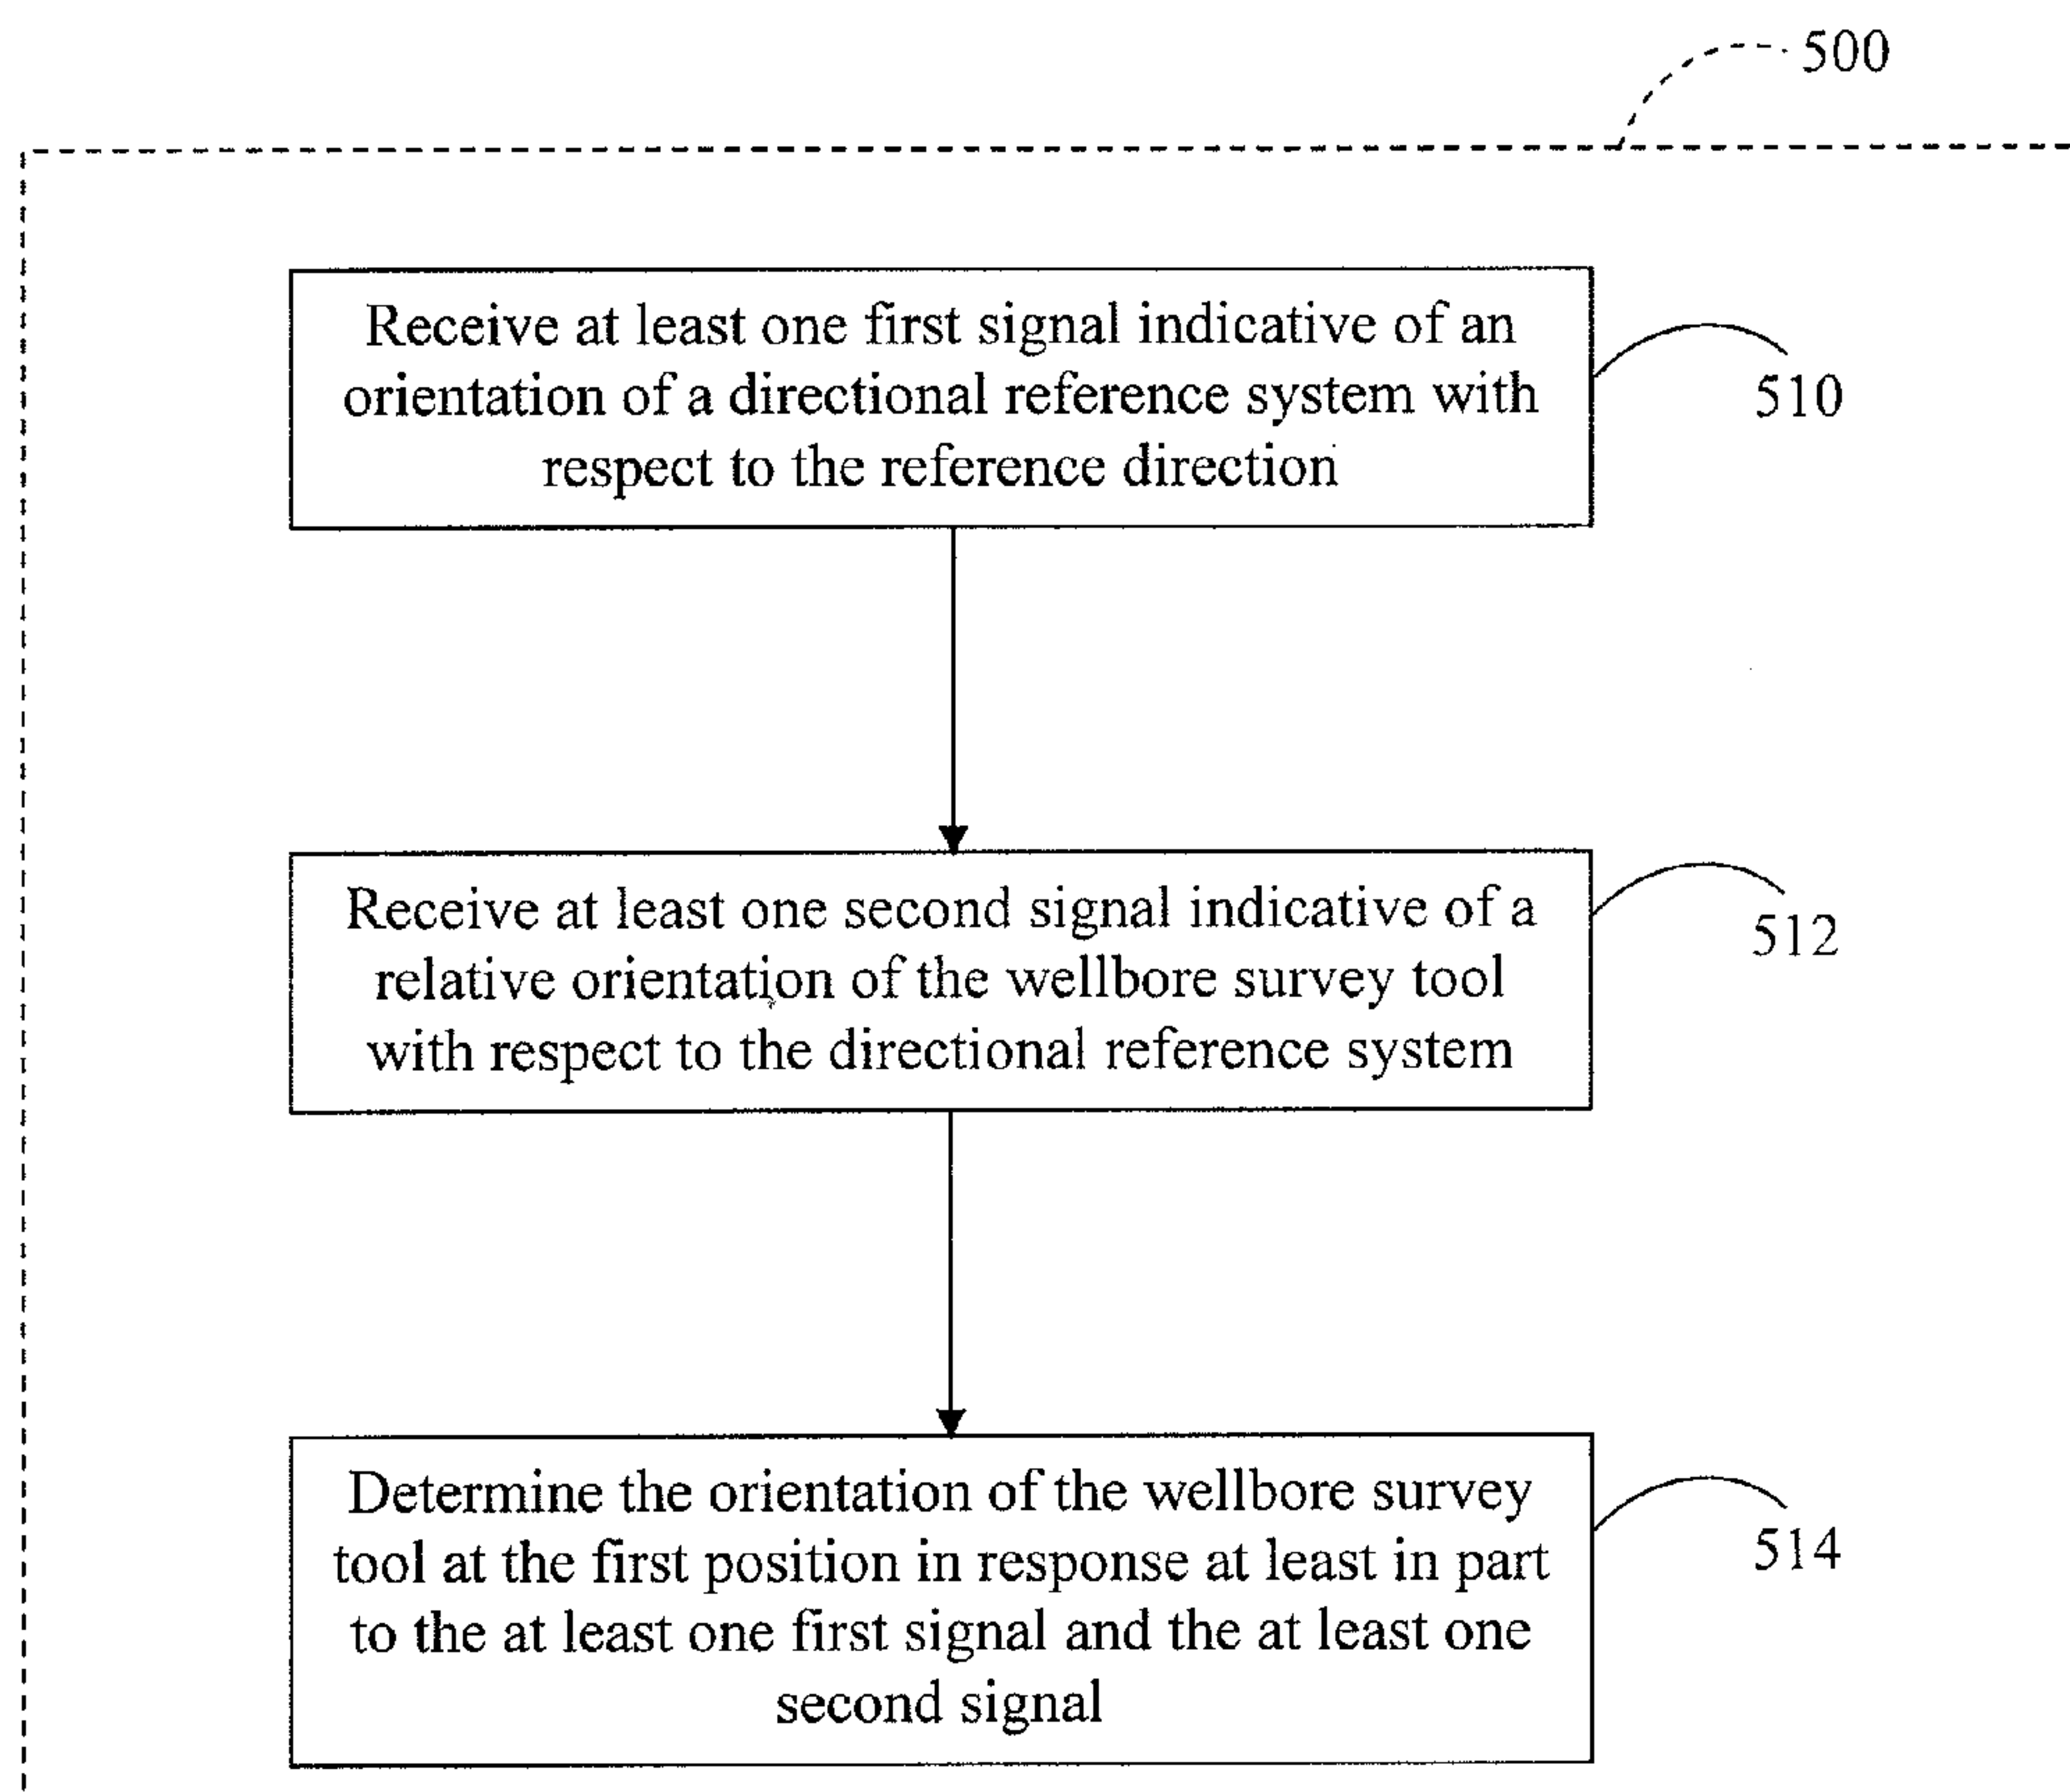 500
Receive at least one first signal indicative of an
orientation of a directional reference system with
respect to the reference direction
510
Receive at least one second signal indicative of a
relative orientation of the wellbore survey tool
with respect to the directional reference system
512
Determine the orientation of the wellbore survey
tool at the first position in response at least in part
to the at least one first signal and the at least one
second signal
514